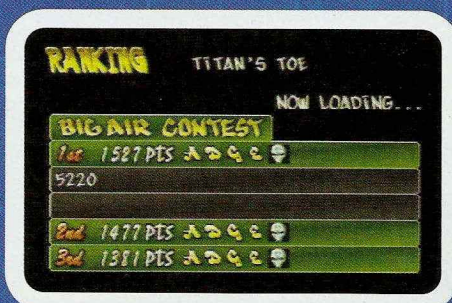 RANKING TITAN'S TOE
NOW LOADING...
BIG AIR CONTEST
1st 1527 PTS
5220
2nd 1477 PTS
3rd 1381 PTS